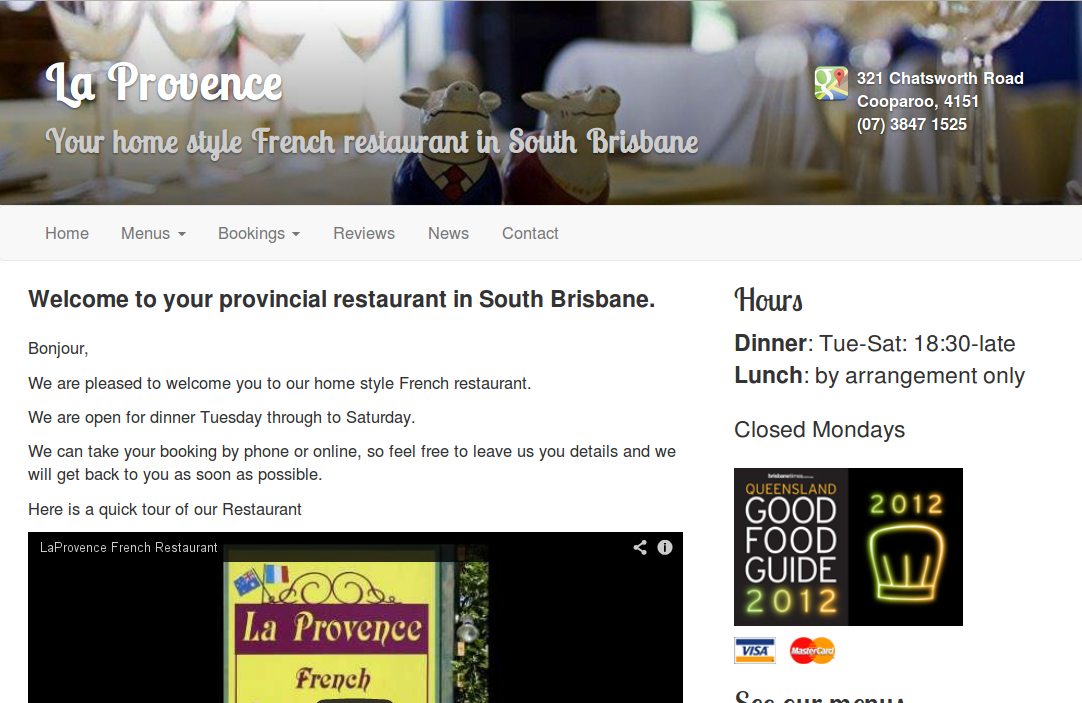 La Provence
Your home style French restaurant in South Brisbane
321 Chatsworth Road
Cooparoo, 4151
(07) 3847 1525
Home Menus Bookings Reviews News Contact
Welcome to your provincial restaurant in South Brisbane.
Bonjour,
We are pleased to welcome you to our home style French restaurant.
We are open for dinner Tuesday through to Saturday.
We can take your booking by phone or online, so feel free to leave us you details and we
will get back to you as soon as possible.
Here is a quick tour of our Restaurant
LaProvence French Restaurant
La Provence
French
Hours
Dinner: Tue-Sat: 18:30-late
Lunch: by arrangement only
Closed Mondays
QUEENSLAND
GOOD
FOOD
GUIDE
2012
2012
VISA MasterCard
See our menus